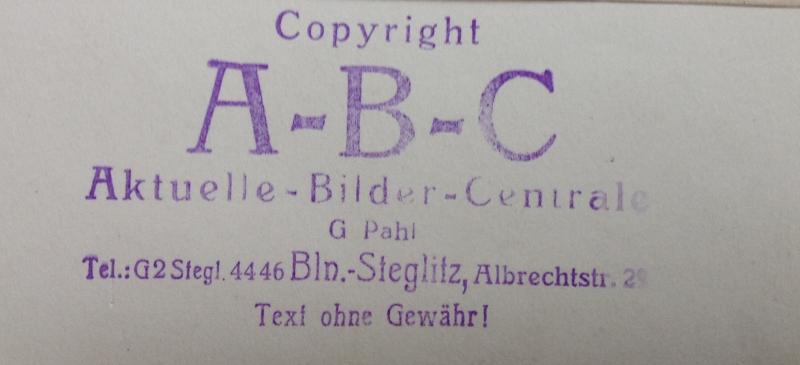 Copyright
A-B-C
Aktuelle-Bilder-Centrale
G Pahl
Tel.: G2 Stegl. 4446 Bln.-Steglitz, Albrechtstr.
Text ohne Gewähr!